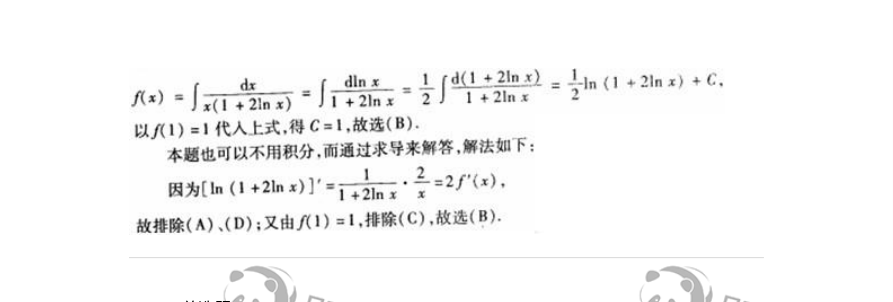 f(x) = ∫ dx / x(1 + 2ln x) = ∫ dln x / 1 + 2ln x = 1/2 ∫ d(1 + 2ln x) / 1 + 2ln x = 1/2 ln (1 + 2ln x) + C,
以f(1) = 1代入上式,得 C = 1,故选(B).
本题也可以不用积分,而通过求导来解答,解法如下:
因为[ln (1 + 2ln x)]′ = 1 / 1 + 2ln x · 2/x = 2f′(x),
故排除(A)、(D);又由f(1) = 1,排除(C),故选(B).